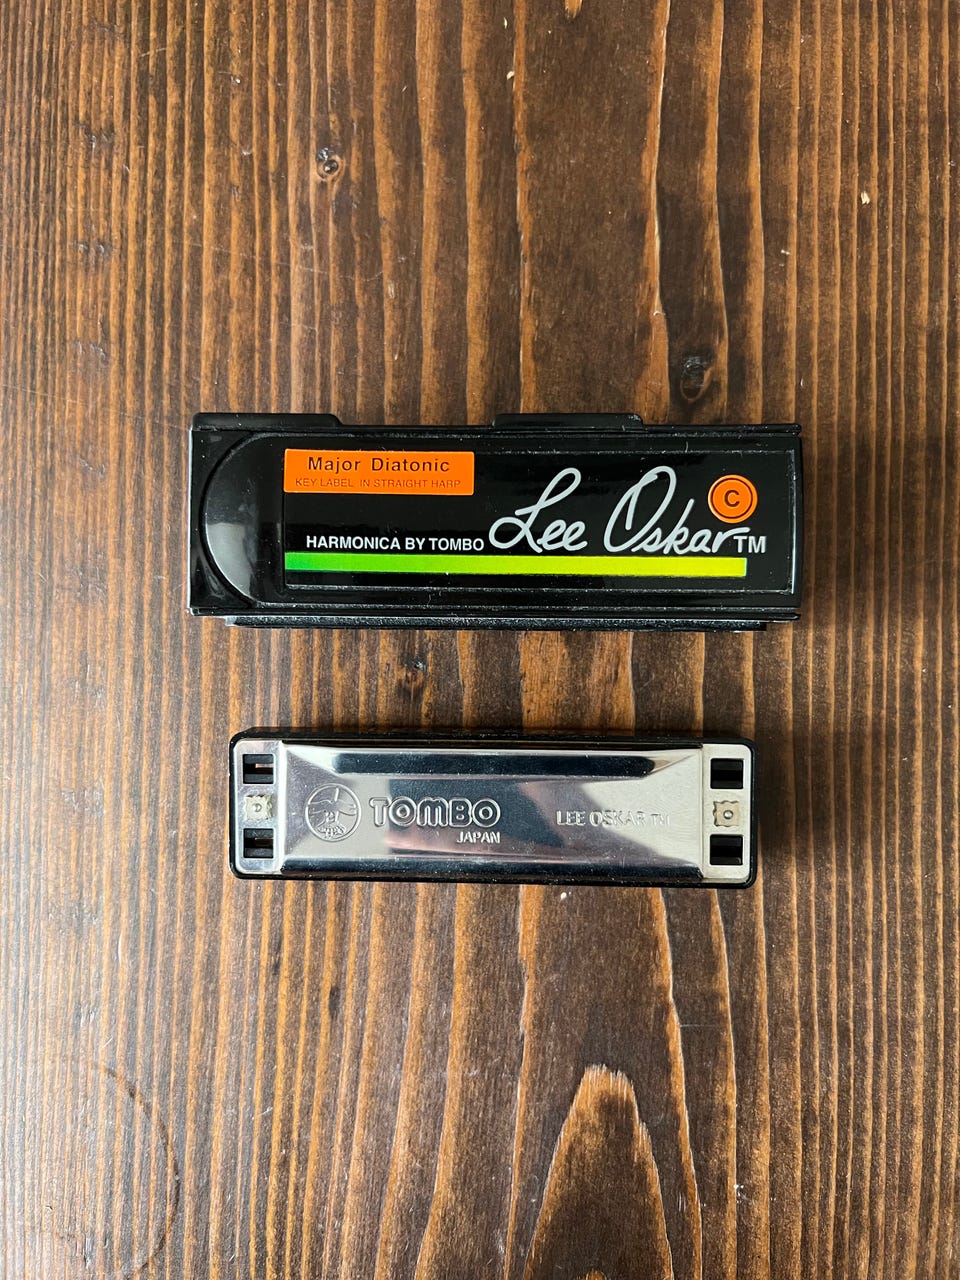 Major Diatonic
KEY LABEL IN STRAIGHT HARP
C
HARMONICA BY TOMBO Lee Oskar TM
TOMBO
JAPAN
LEE OSKAR TM